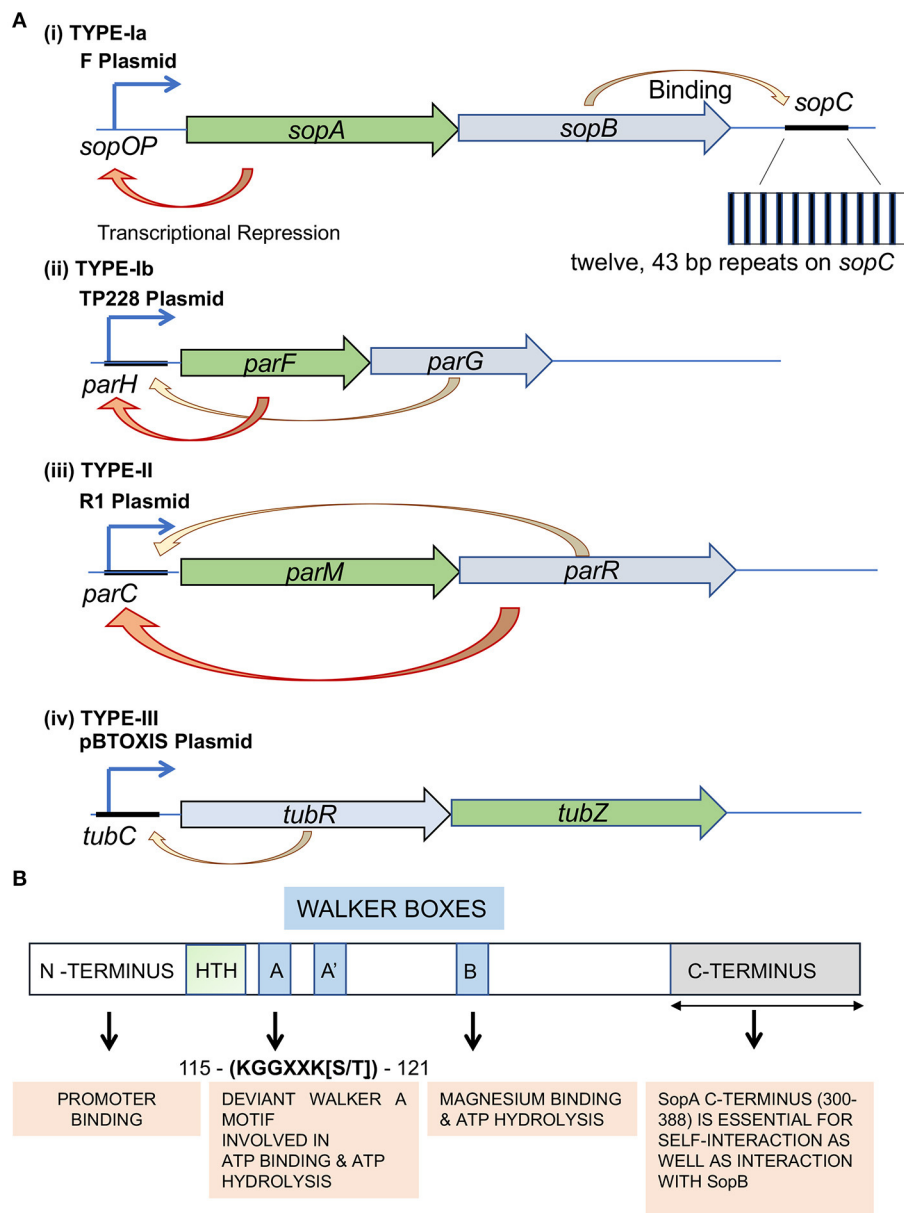 A
(i) TYPE-Ia
F Plasmid
Binding
sopC
sopOP
sopA
sopB
Transcriptional Repression
twelve, 43 bp repeats on sopC
(ii) TYPE-Ib
TP228 Plasmid
parH
parF
parG
(iii) TYPE-II
R1 Plasmid
parC
parM
parR
(iv) TYPE-III
pBTOXIS Plasmid
tubC
tubR
tubZ
B
WALKER BOXES
N -TERMINUS
HTH
A
A’
B
C-TERMINUS
115 - (KGGXXK[S/T]) - 121
PROMOTER
BINDING
DEVIANT WALKER A
MOTIF
INVOLVED IN
ATP BINDING & ATP
HYDROLYSIS
MAGNESIUM BINDING
& ATP HYDROLYSIS
SopA C-TERMINUS (300-
388) IS ESSENTIAL FOR
SELF-INTERACTION AS
WELL AS INTERACTION
WITH SopB